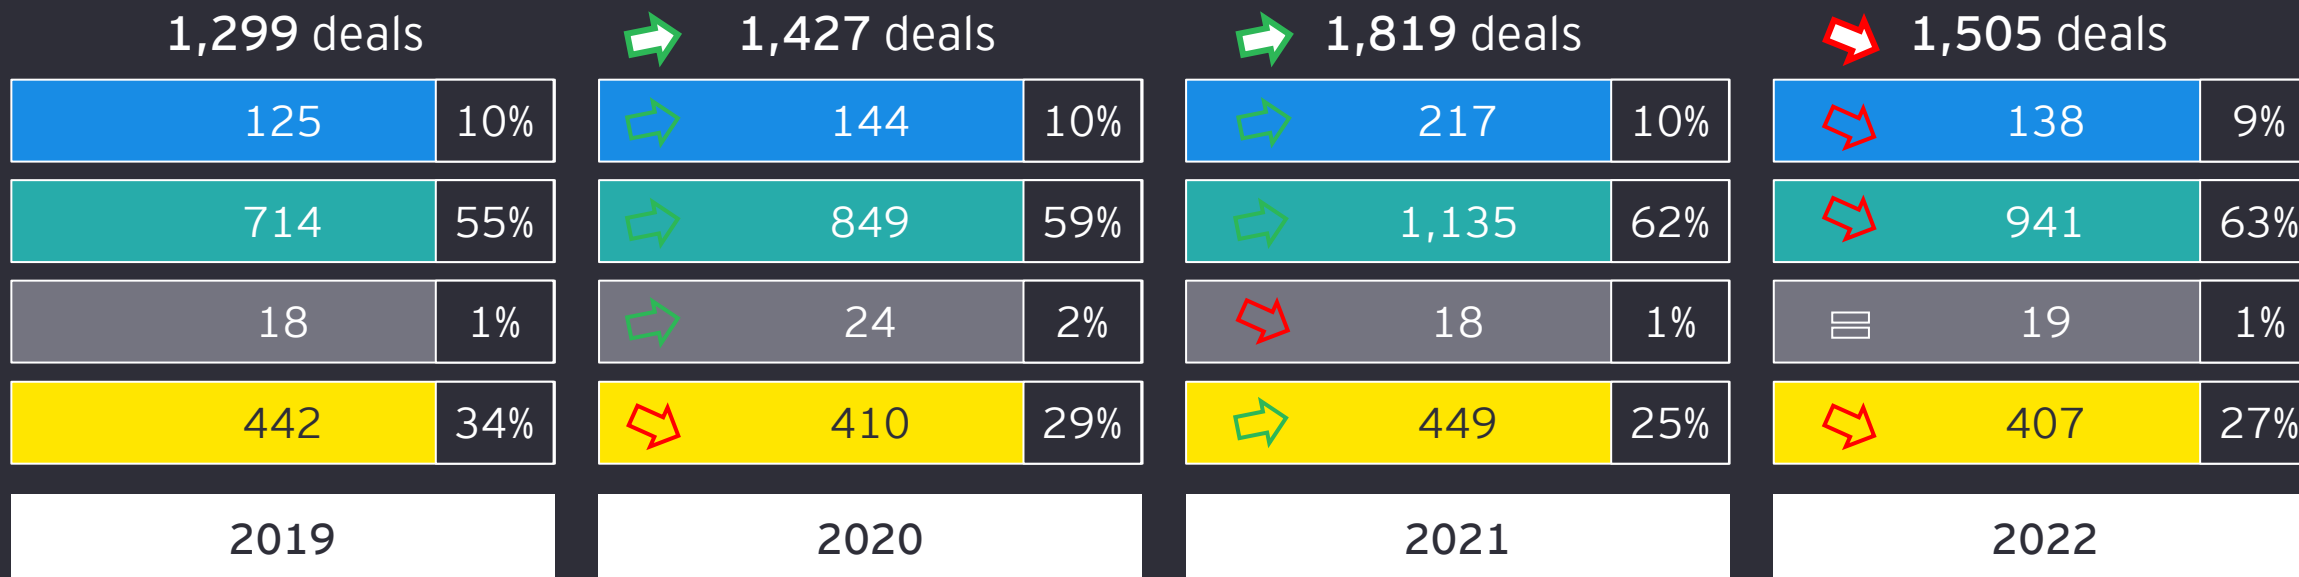 1,299 deals 1,427 deals 1,819 deals 1,505 deals
125 10% 144 10% 217 10% 138 9%
714 55% 849 59% 1,135 62% 941 63%
18 1% 24 2% 18 1% 19 1%
442 34% 410 29% 449 25% 407 27%
2019 2020 2021 2022